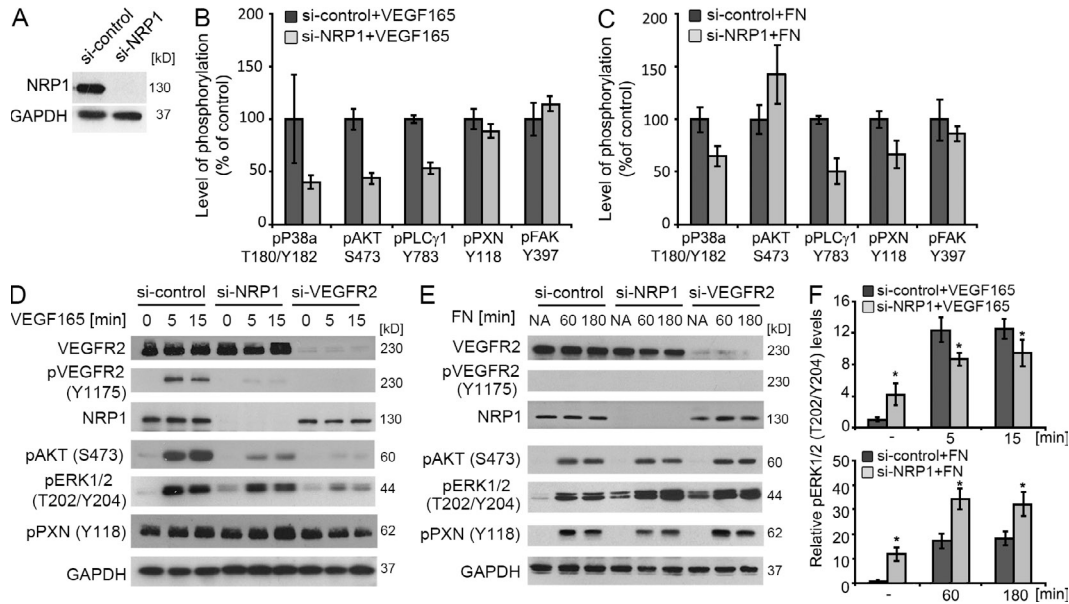 A
si-control
si-NRP1
[kD]
NRP1
130
GAPDH
37
B
si-control+VEGF165
si-NRP1+VEGF165
Level of phosphorylation
(% of control)
200
150
100
50
0
pP38a
T180/Y182
pAKT
S473
pPLCγ1
Y783
pPXN
Y118
pFAK
Y397
C
si-control+FN
si-NRP1+FN
Level of phosphorylation
(%of control)
200
150
100
50
0
pP38a
T180/Y182
pAKT
S473
pPLCγ1
Y783
pPXN
Y118
pFAK
Y397
D
si-control si-NRP1 si-VEGFR2
VEGF165 [min] 0 5 15 0 5 15 0 5 15 [kD]
VEGFR2 230
pVEGFR2
(Y1175) 230
NRP1 130
pAKT (S473) 60
pERK1/2
(T202/Y204) 44
pPXN (Y118) 62
GAPDH 37
E
si-control si-NRP1 si-VEGFR2
FN [min] NA 60 180 NA 60 180 NA 60 180 [kD]
VEGFR2 230
pVEGFR2
(Y1175) 230
NRP1 130
pAKT (S473) 60
pERK1/2
(T202/Y204) 44
pPXN (Y118) 62
GAPDH 37
F
si-control+VEGF165
si-NRP1+VEGF165
Relative pERK1/2 (T202/Y204) levels
16
12
8
4
0
* * *
- 5 15 [min]
si-control+FN
si-NRP1+FN
50
40
30
20
10
0
* * *
- 60 180 [min]